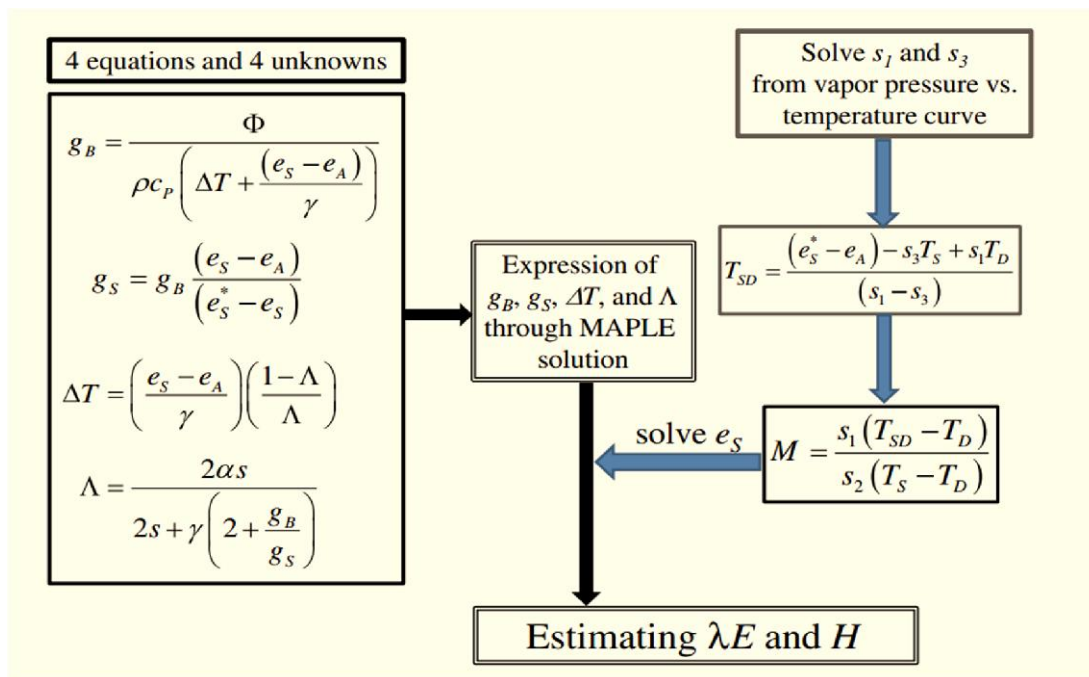 4 equations and 4 unknowns
g_B = Φ / (ρc_P (ΔT + (e_S − e_A) / γ))
g_S = g_B (e_S − e_A) / (e_S^* − e_S)
ΔT = ((e_S − e_A) / γ) ((1 − Λ) / Λ)
Λ = 2αs / (2s + γ (2 + g_B / g_S))
Expression of
g_B, g_S, ΔT, and Λ
through MAPLE
solution
Solve s_1 and s_3
from vapor pressure vs.
temperature curve
T_SD = ((e_S^* − e_A) − s_3T_S + s_1T_D) / (s_1 − s_3)
solve e_S
M = s_1 (T_SD − T_D) / s_2 (T_S − T_D)
Estimating λE and H